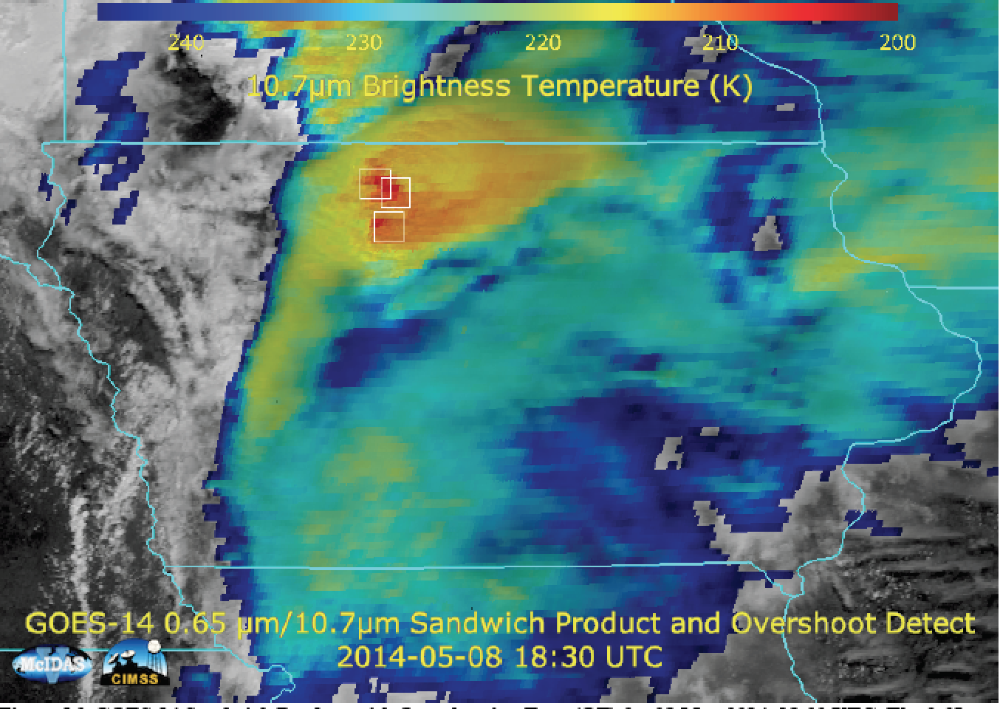 240 230 220 210 200
10.7µm Brightness Temperature (K)
GOES-14 0.65 µm/10.7µm Sandwich Product and Overshoot Detect
2014-05-08 18:30 UTC
McIDAS V
CIMSS